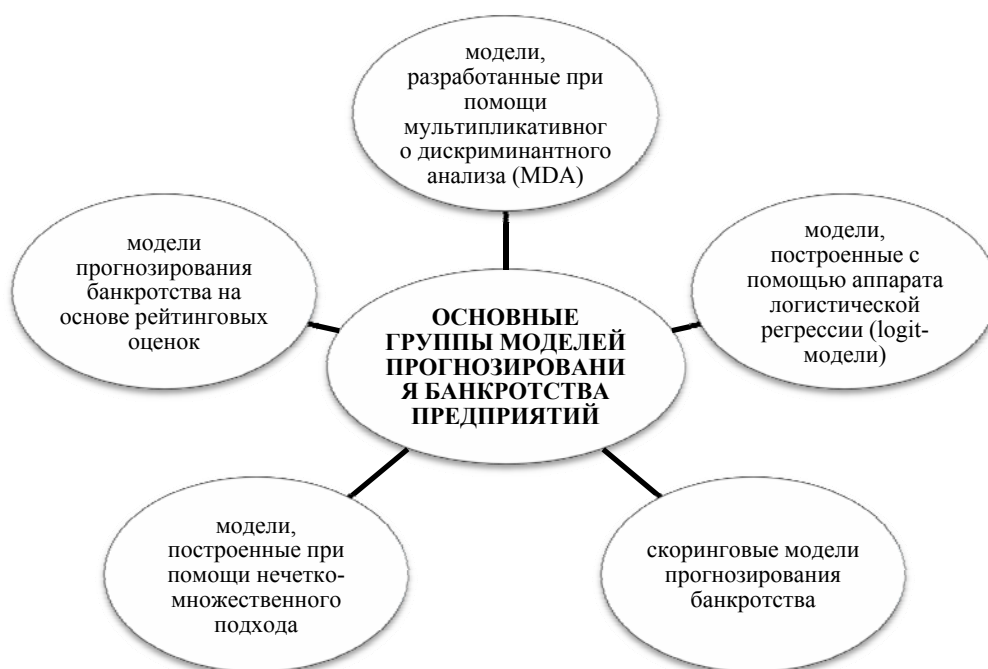 модели,
разработанные при
помощи
мультипликативног
о дискриминантного
анализа (MDA)
модели
прогнозирования
банкротства на
основе рейтинговых
оценок
модели,
построенные с
помощью аппарата
логистической
регрессии (logit-
модели)
ОСНОВНЫЕ
ГРУППЫ МОДЕЛЕЙ
ПРОГНОЗИРОВАНИ
Я БАНКРОТСТВА
ПРЕДПРИЯТИЙ
модели,
построенные при
помощи нечетко-
множественного
подхода
скоринговые модели
прогнозирования
банкротства